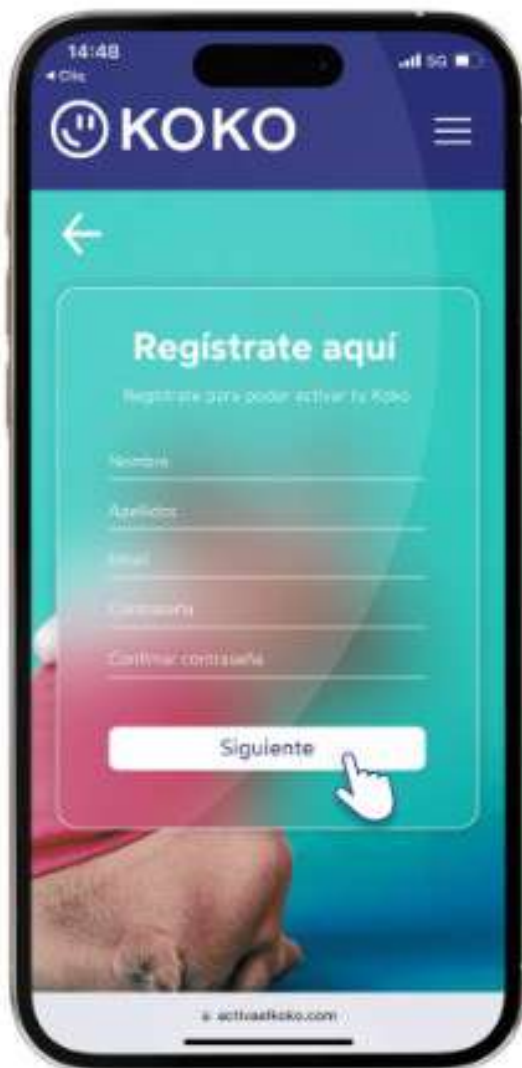 14:48
5G
◀ Clic
KOKO
Regístrate aquí
Regístrate para poder activar tu Koko
Nombre
Apellidos
Email
Contraseña
Confirmar contraseña
Siguiente
activaelkoko.com